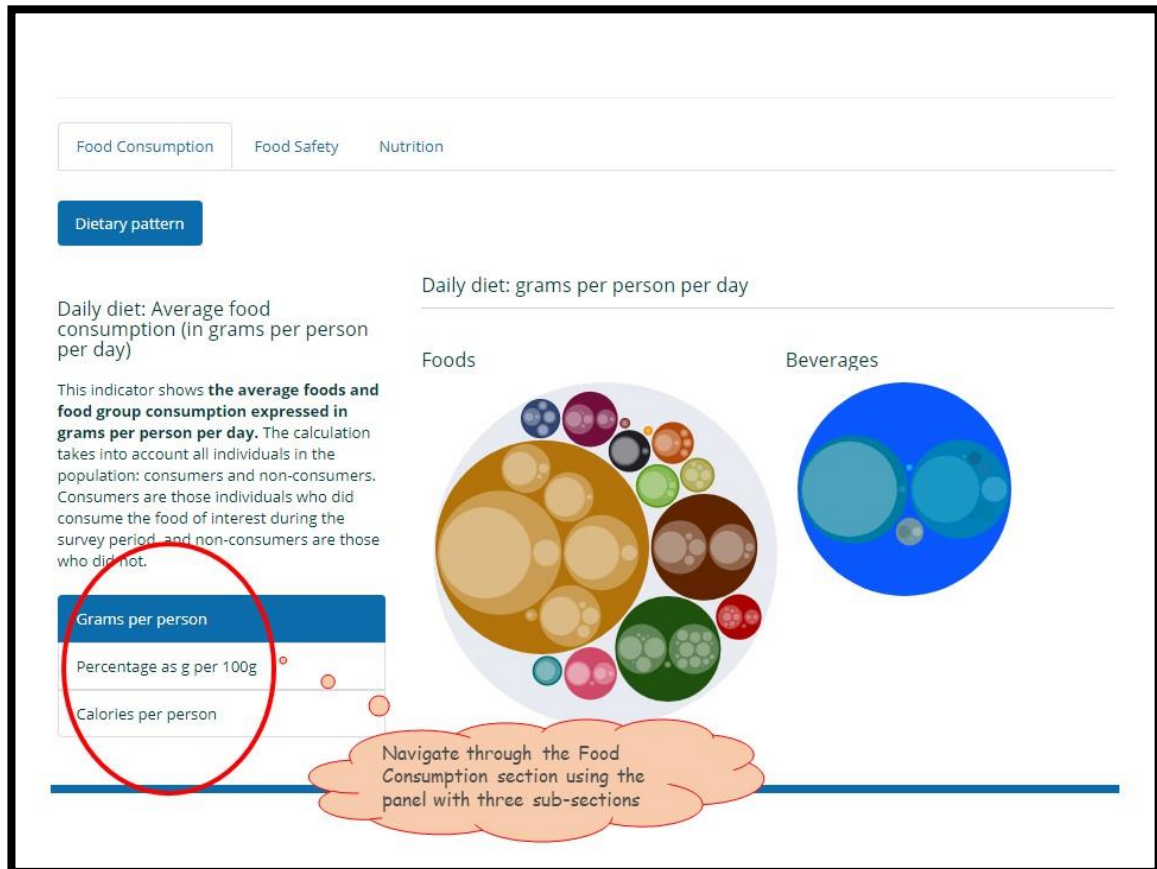 Food Consumption Food Safety Nutrition
Dietary pattern
Daily diet: Average food
consumption (in grams per person
per day)
This indicator shows the average foods and
food group consumption expressed in
grams per person per day. The calculation
takes into account all individuals in the
population: consumers and non-consumers.
Consumers are those individuals who did
consume the food of interest during the
survey period, and non-consumers are those
who did not.
Grams per person
Percentage as g per 100g
Calories per person
Daily diet: grams per person per day
Foods
Beverages
Navigate through the Food
Consumption section using the
panel with three sub-sections